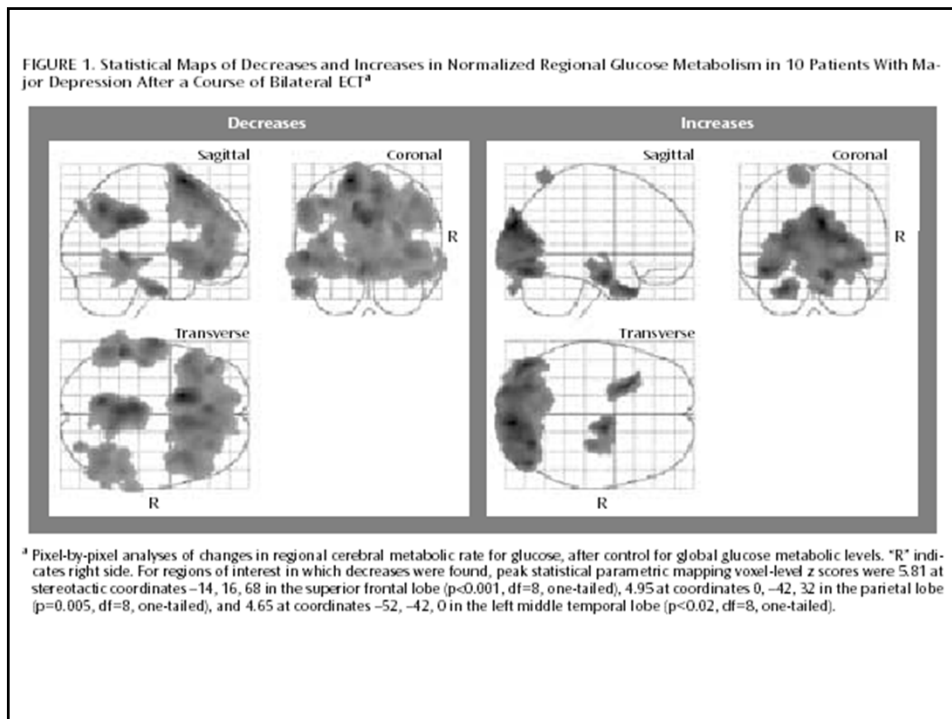 FIGURE 1. Statistical Maps of Decreases and Increases in Normalized Regional Glucose Metabolism in 10 Patients With Ma-
jor Depression After a Course of Bilateral ECTa
Decreases
Sagittal
Coronal
R
Transverse
R
Increases
Sagittal
Coronal
R
Transverse
R
a Pixel-by-pixel analyses of changes in regional cerebral metabolic rate for glucose, after control for global glucose metabolic levels. "R" indi-
cates right side. For regions of interest in which decreases were found, peak statistical parametric mapping voxel-level z scores were 5.81 at
stereotactic coordinates –14, 16, 68 in the superior frontal lobe (p<0.001, df=8, one-tailed), 4.95 at coordinates 0, –42, 32 in the parietal lobe
(p=0.005, df=8, one-tailed), and 4.65 at coordinates –52, –42, 0 in the left middle temporal lobe (p<0.02, df=8, one-tailed).